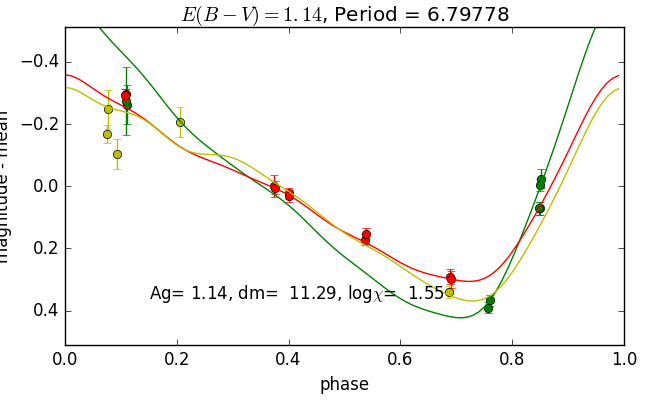 E(B − V) = 1.14, Period = 6.79778
−0.4
−0.2
0.0
0.2
0.4
magnitude - mean
Ag= 1.14, dm= 11.29, logχ= 1.55
0.0 0.2 0.4 0.6 0.8 1.0
phase